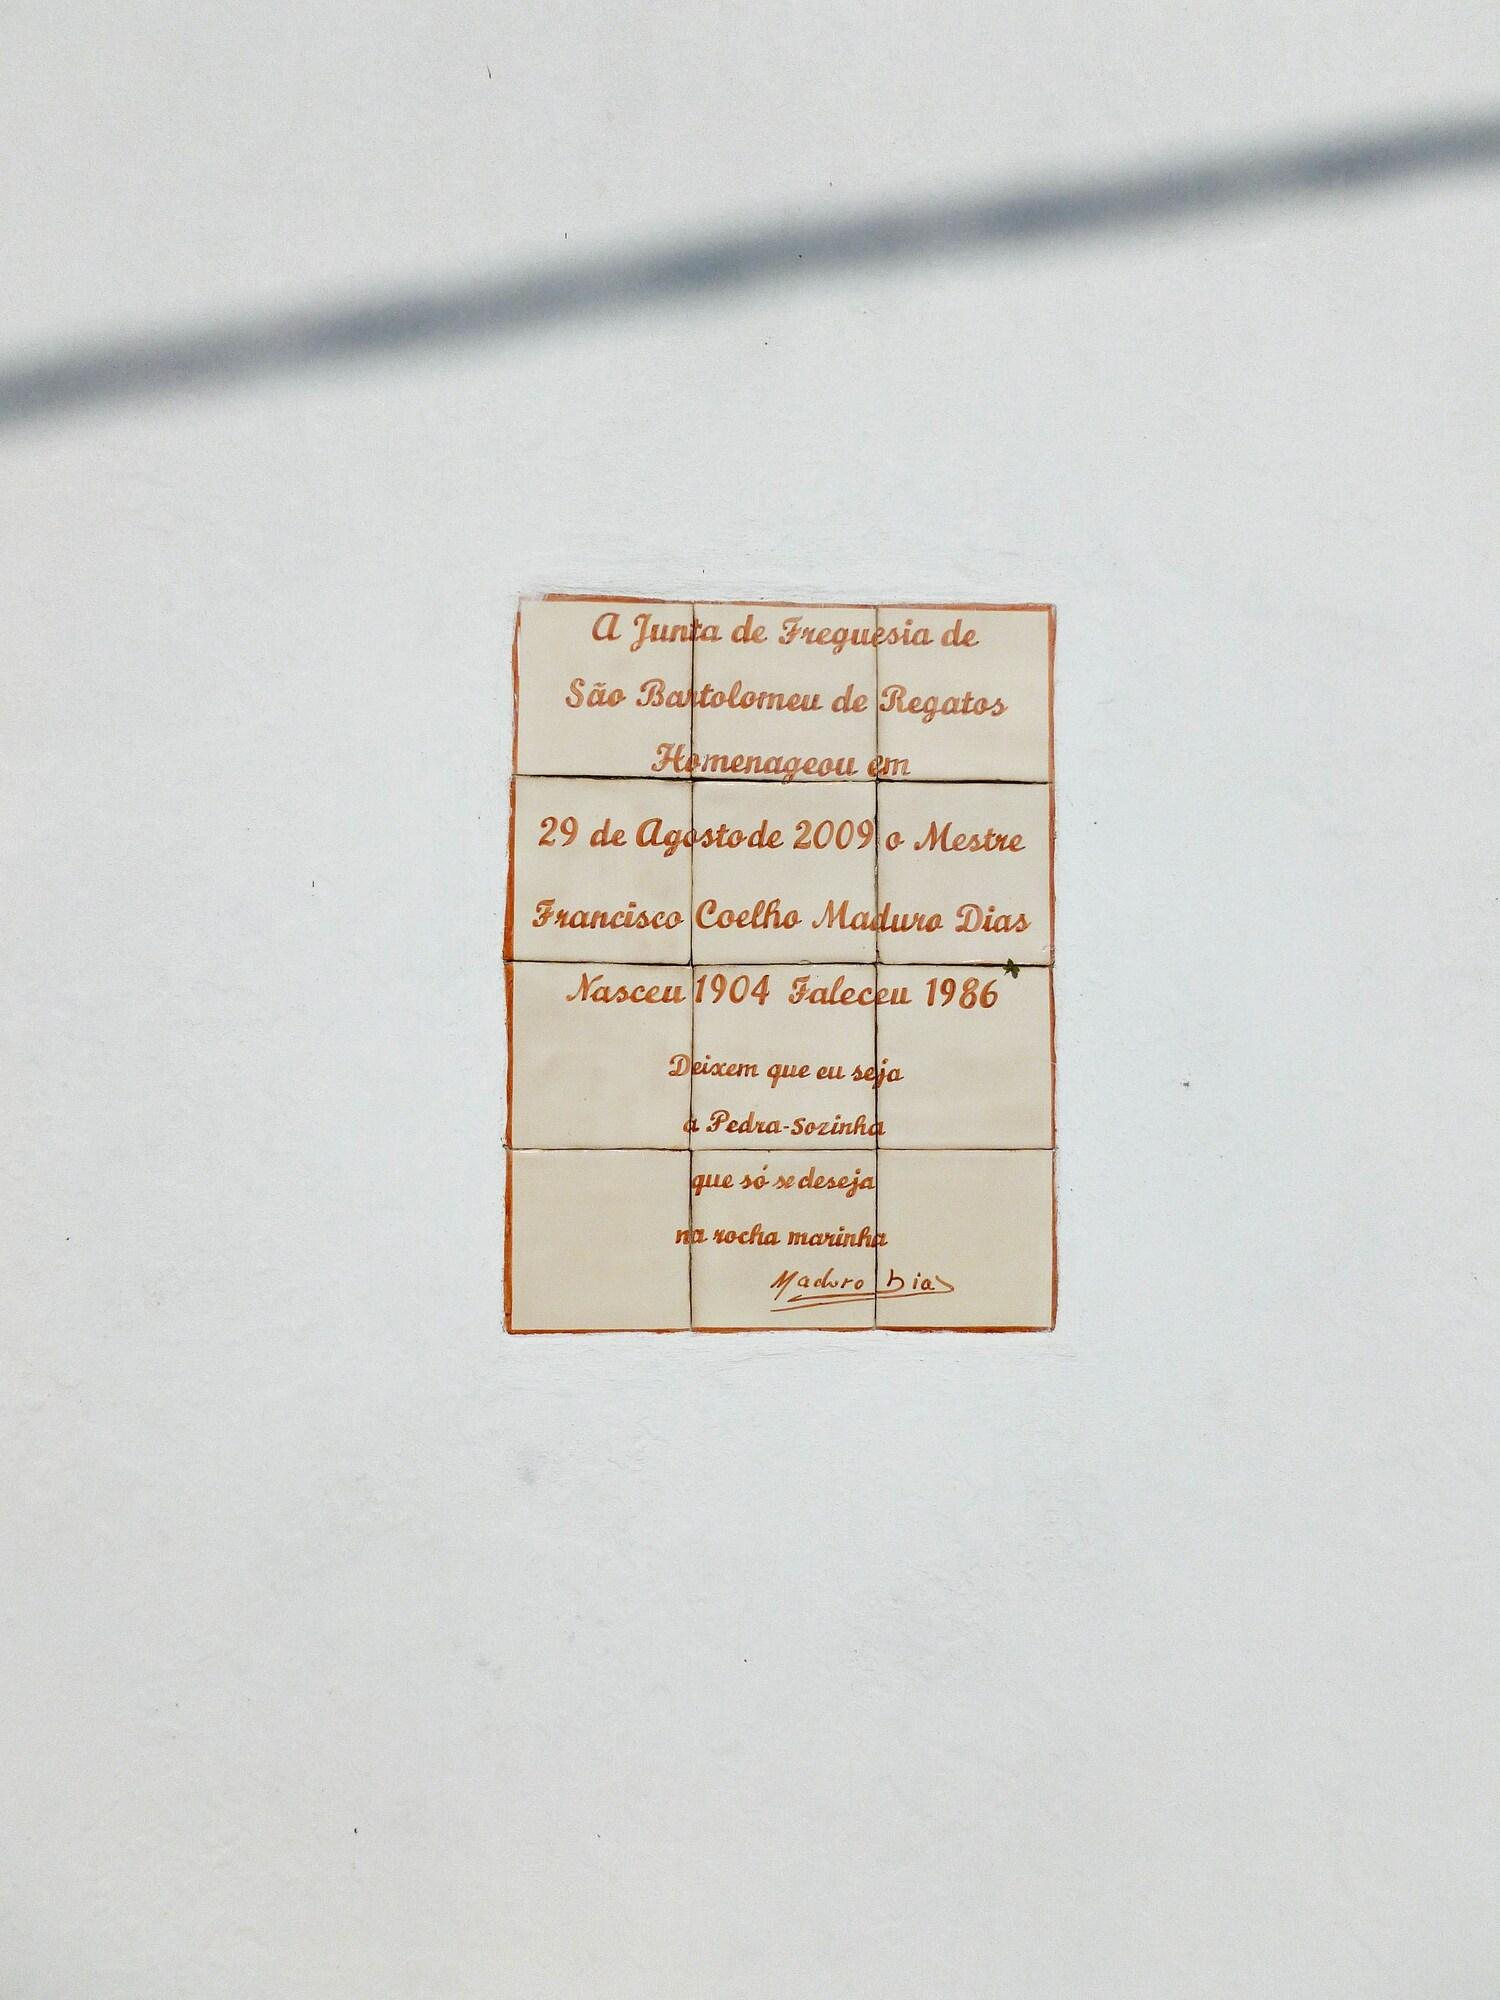 A Junta de Freguesia de
São Bartolomeu de Regatos
Homenageou em
29 de Agosto de 2009 o Mestre
Francisco Coelho Maduro Dias
Nasceu 1904 Faleceu 1986
Deixem que eu seja
a Pedra-Sozinha
que só se deseja
na rocha marinha
Maduro Dias